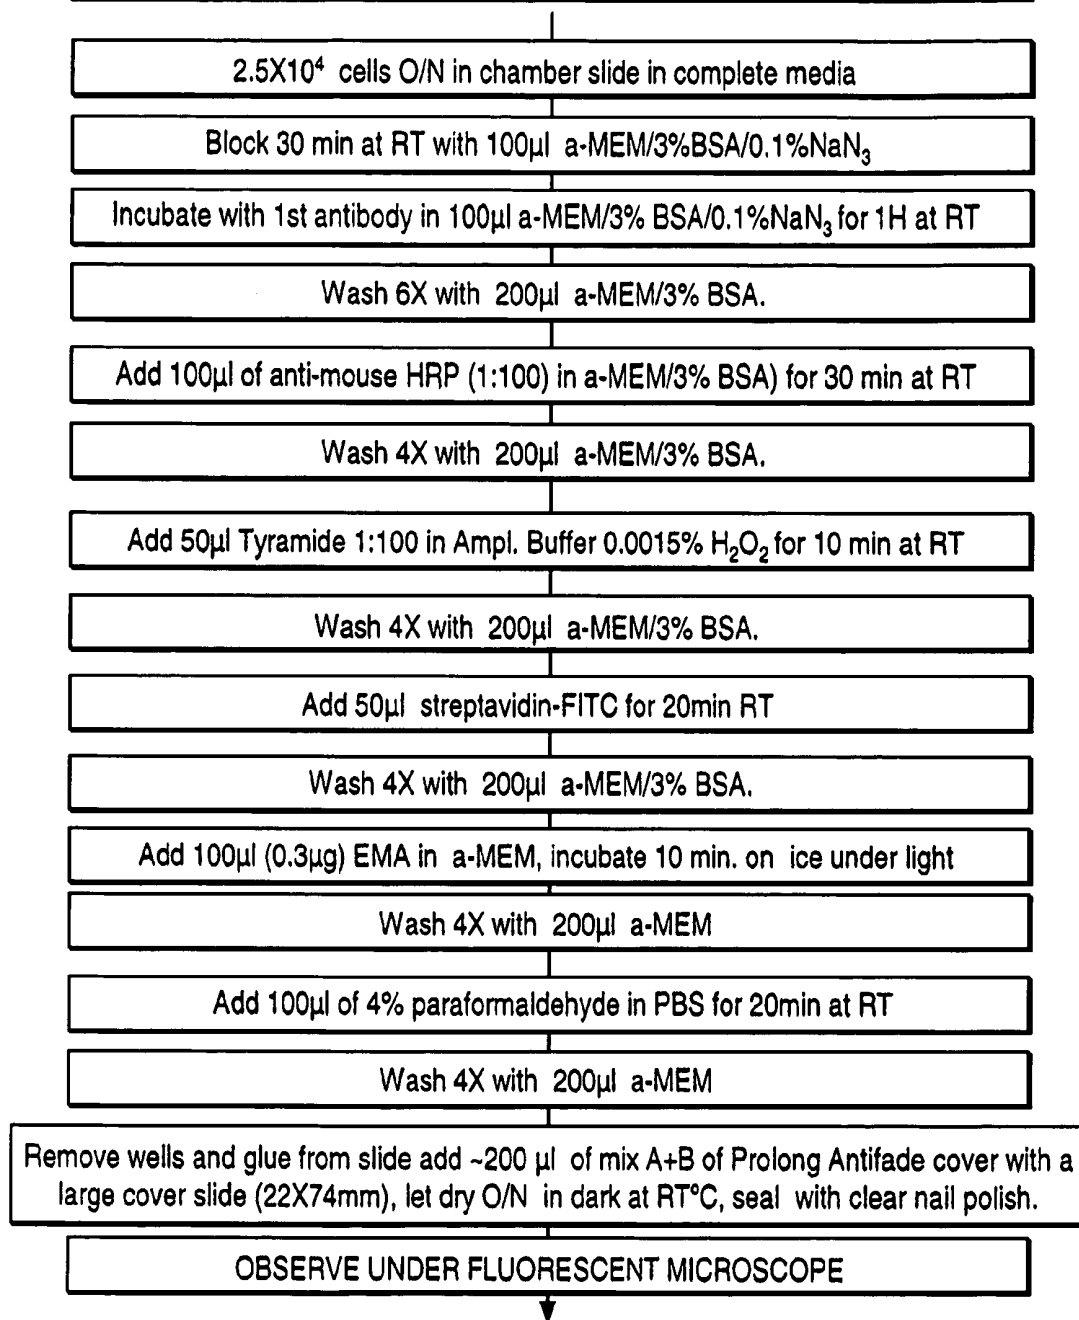 2.5X10⁴ cells O/N in chamber slide in complete media
Block 30 min at RT with 100µl a-MEM/3%BSA/0.1%NaN₃
Incubate with 1st antibody in 100µl a-MEM/3% BSA/0.1%NaN₃ for 1H at RT
Wash 6X with 200µl a-MEM/3% BSA.
Add 100µl of anti-mouse HRP (1:100) in a-MEM/3% BSA) for 30 min at RT
Wash 4X with 200µl a-MEM/3% BSA.
Add 50µl Tyramide 1:100 in Ampl. Buffer 0.0015% H₂O₂ for 10 min at RT
Wash 4X with 200µl a-MEM/3% BSA.
Add 50µl streptavidin-FITC for 20min RT
Wash 4X with 200µl a-MEM/3% BSA.
Add 100µl (0.3µg) EMA in a-MEM, incubate 10 min. on ice under light
Wash 4X with 200µl a-MEM
Add 100µl of 4% paraformaldehyde in PBS for 20min at RT
Wash 4X with 200µl a-MEM
Remove wells and glue from slide add ~200 µl of mix A+B of Prolong Antifade cover with a
large cover slide (22X74mm), let dry O/N in dark at RT°C, seal with clear nail polish.
OBSERVE UNDER FLUORESCENT MICROSCOPE